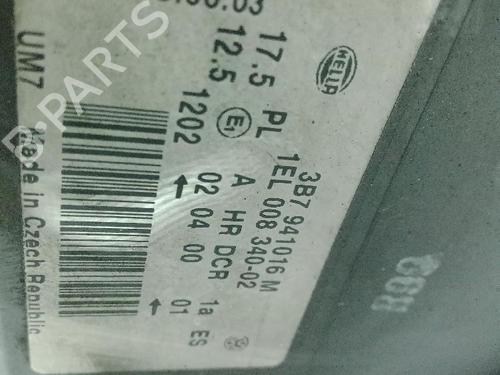 HELLA
3B7 941016 M
1EL 008 340-02
17.5 PL
12.5 E1 A HR DCR 1a ES
1202 02 04 00 01
UM7 Made in Czech Republic
B-PARTS